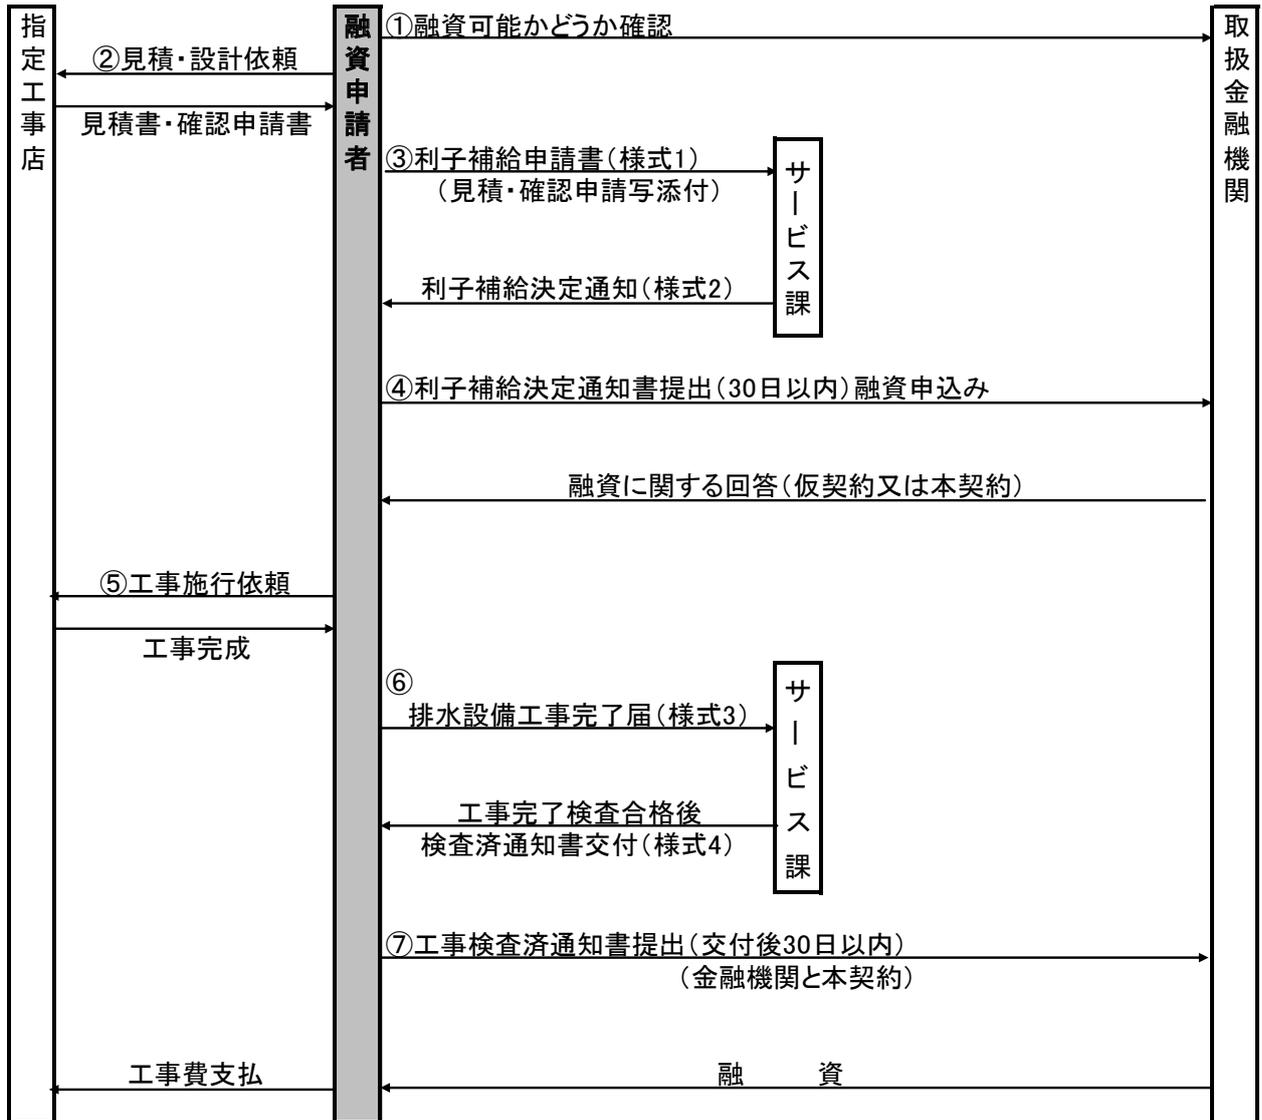 指定工事店
融資申請者
取扱金融機関
①融資可能かどうか確認
②見積・設計依頼
見積書・確認申請書
③利子補給申請書(様式1)
(見積・確認申請写添付)
サービス課
利子補給決定通知(様式2)
④利子補給決定通知書提出(30日以内)融資申込み
融資に関する回答(仮契約又は本契約)
⑤工事施行依頼
工事完成
⑥
排水設備工事完了届(様式3)
サービス課
工事完了検査合格後
検査済通知書交付(様式4)
⑦工事検査済通知書提出(交付後30日以内)
(金融機関と本契約)
工事費支払
融　　資